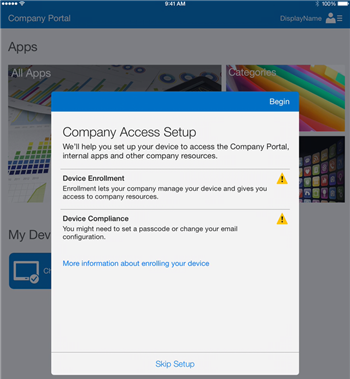 9:41 AM
100%
Company Portal
DisplayName
Apps
All Apps
Categories
Begin
Company Access Setup
We'll help you set up your device to access the Company Portal,
internal apps and other company resources.
Device Enrollment
Enrollment lets your company manage your device and gives you
access to company resources.
Device Compliance
You might need to set a passcode or change your email
configuration.
My Dev
Ch
More information about enrolling your device
Skip Setup